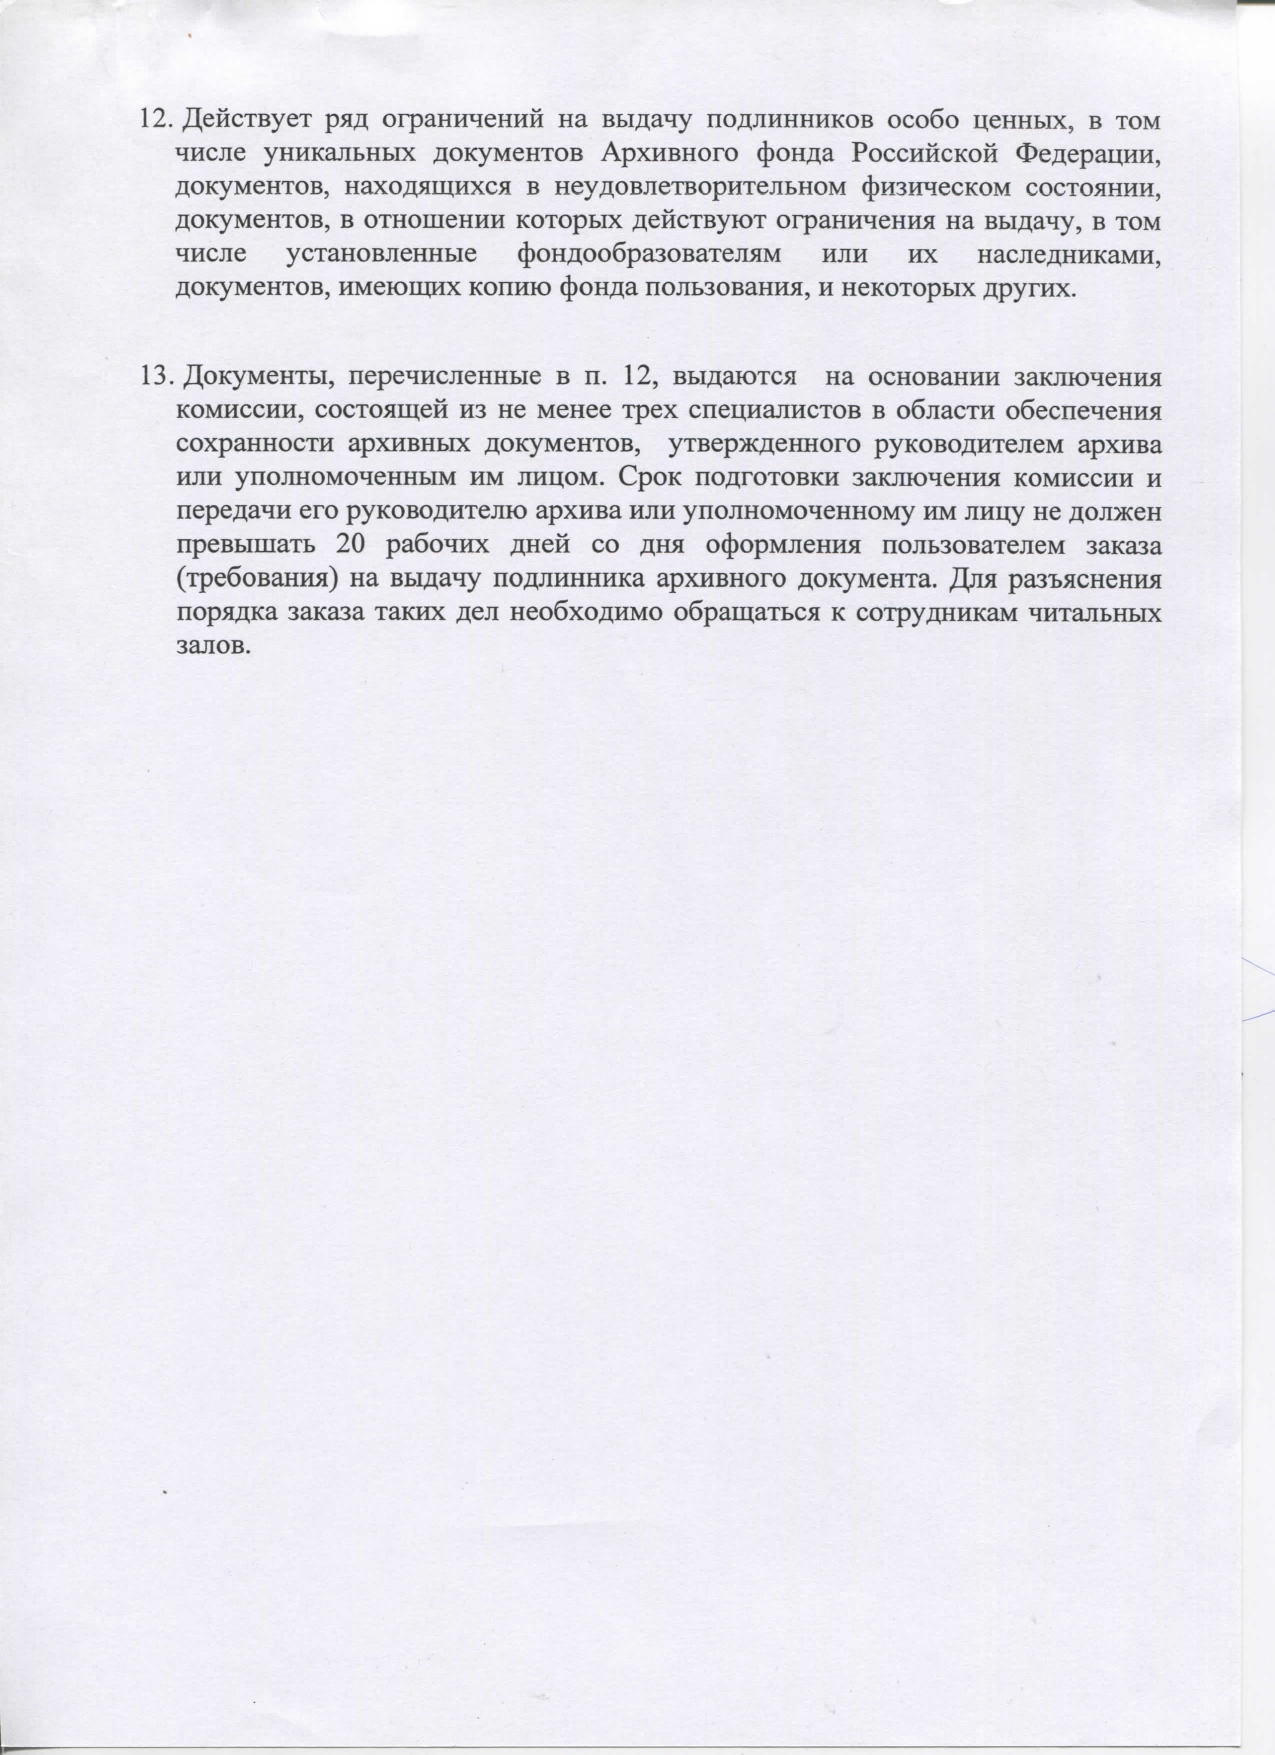 12. Действует ряд ограничений на выдачу подлинников особо ценных, в том
числе уникальных документов Архивного фонда Российской Федерации,
документов, находящихся в неудовлетворительном физическом состоянии,
документов, в отношении которых действуют ограничения на выдачу, в том
числе установленные фондообразователям или их наследниками,
документов, имеющих копию фонда пользования, и некоторых других.
13. Документы, перечисленные в п. 12, выдаются на основании заключения
комиссии, состоящей из не менее трех специалистов в области обеспечения
сохранности архивных документов, утвержденного руководителем архива
или уполномоченным им лицом. Срок подготовки заключения комиссии и
передачи его руководителю архива или уполномоченному им лицу не должен
превышать 20 рабочих дней со дня оформления пользователем заказа
(требования) на выдачу подлинника архивного документа. Для разъяснения
порядка заказа таких дел необходимо обращаться к сотрудникам читальных
залов.